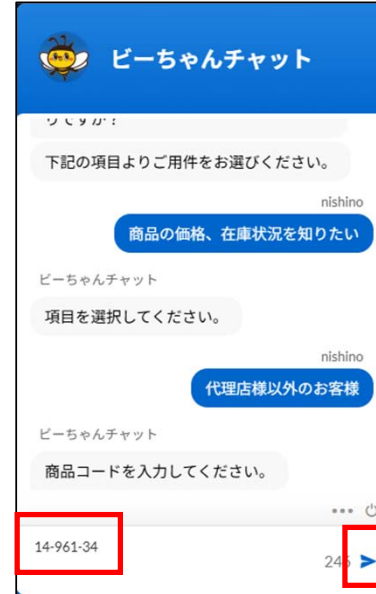 ビーちゃんチャット
りですか？
下記の項目よりご用件をお選びください。
nishino
商品の価格、在庫状況を知りたい
ビーちゃんチャット
項目を選択してください。
nishino
代理店様以外のお客様
ビーちゃんチャット
商品コードを入力してください。
14-961-34